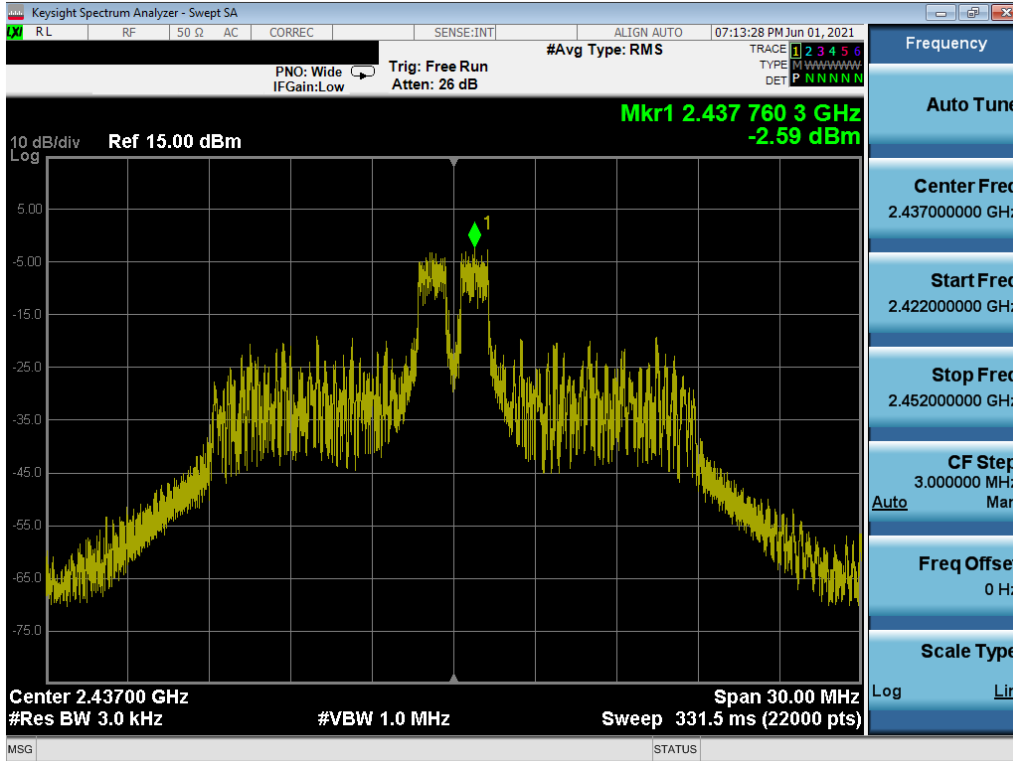 Keysight Spectrum Analyzer - Swept SA
LXI RL RF 50 Ω AC CORREC SENSE:INT ALIGN AUTO 07:13:28 PM Jun 01, 2021
#Avg Type: RMS
TRACE 1 2 3 4 5 6
TYPE M WWWWW
DET P N N N N N
PNO: Wide
IFGain:Low
Trig: Free Run
Atten: 26 dB
Mkr1 2.437 760 3 GHz
-2.59 dBm
10 dB/div
Log
Ref 15.00 dBm
1
5.00
-5.00
-15.0
-25.0
-35.0
-45.0
-55.0
-65.0
-75.0
Center 2.43700 GHz
Span 30.00 MHz
#Res BW 3.0 kHz
#VBW 1.0 MHz
Sweep 331.5 ms (22000 pts)
MSG
STATUS
Frequency
Auto Tune
Center Freq
2.437000000 GHz
Start Freq
2.422000000 GHz
Stop Freq
2.452000000 GHz
CF Step
3.000000 MHz
Auto Man
Freq Offset
0 Hz
Scale Type
Log Lin